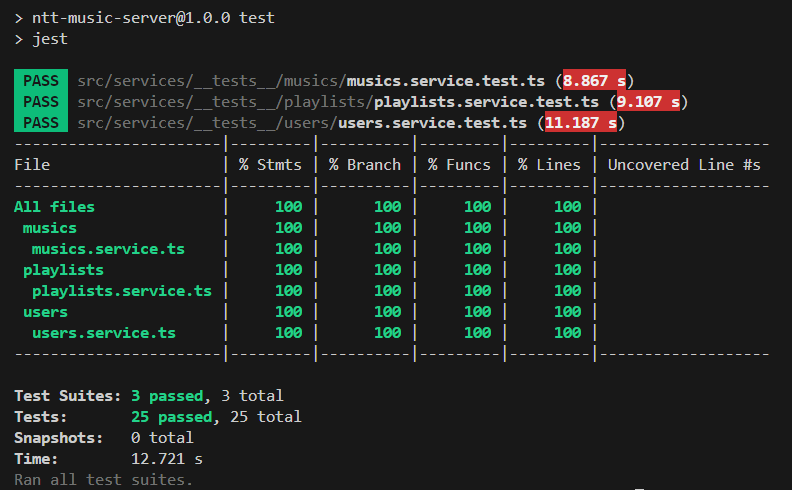 > ntt-music-server@1.0.0 test
> jest
PASS src/services/__tests__/musics/musics.service.test.ts (8.867 s)
PASS src/services/__tests__/playlists/playlists.service.test.ts (9.107 s)
PASS src/services/__tests__/users/users.service.test.ts (11.187 s)
-----------------------|---------|----------|---------|---------|-------------------
File                   | % Stmts | % Branch | % Funcs | % Lines | Uncovered Line #s
-----------------------|---------|----------|---------|---------|-------------------
All files              |     100 |      100 |     100 |     100 |
 musics                |     100 |      100 |     100 |     100 |
  musics.service.ts    |     100 |      100 |     100 |     100 |
 playlists             |     100 |      100 |     100 |     100 |
  playlists.service.ts |     100 |      100 |     100 |     100 |
 users                 |     100 |      100 |     100 |     100 |
  users.service.ts     |     100 |      100 |     100 |     100 |
-----------------------|---------|----------|---------|---------|-------------------
Test Suites: 3 passed, 3 total
Tests:       25 passed, 25 total
Snapshots:   0 total
Time:        12.721 s
Ran all test suites.